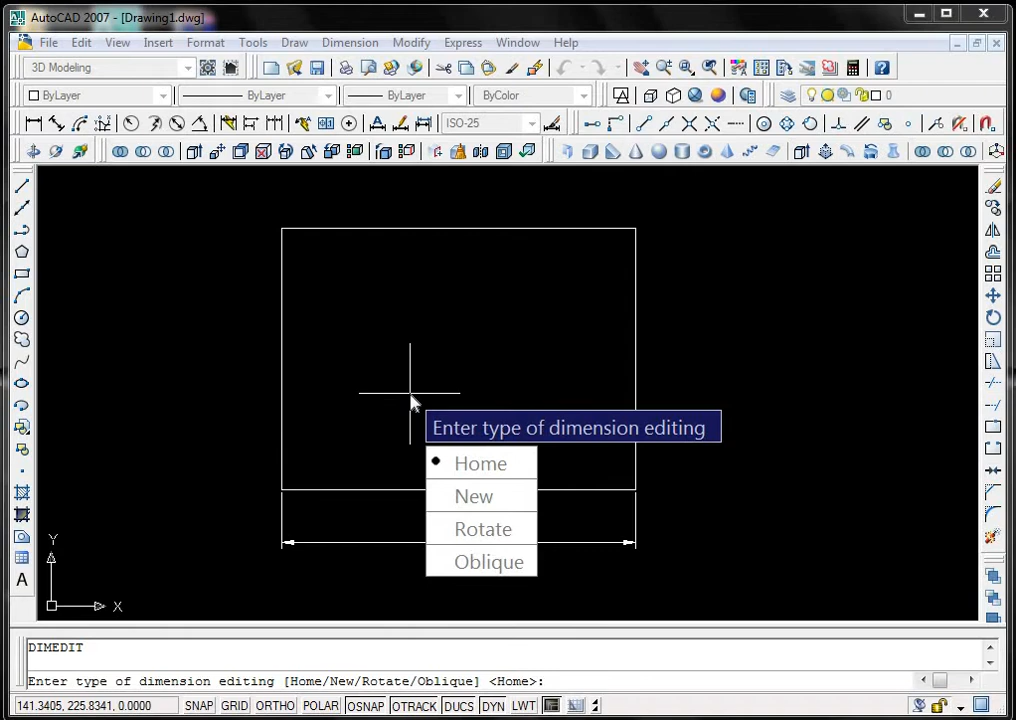 AutoCAD 2007 - [Drawing1.dwg]
File Edit View Insert Format Tools Draw Dimension Modify Express Window Help
3D Modeling
ByLayer ByLayer ByLayer ByColor 0
ISO-25
Enter type of dimension editing
Home
New
Rotate
Oblique
Y
X
DIMEDIT
Enter type of dimension editing [Home/New/Rotate/Oblique] <Home>:
141.3405, 225.8341, 0.0000 SNAP GRID ORTHO POLAR OSNAP OTRACK DUCS DYN LWT